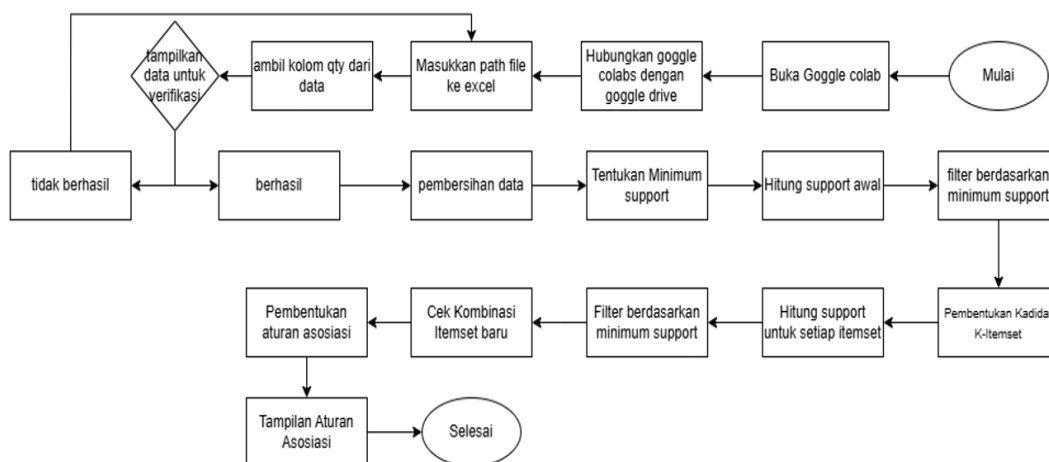 Mulai
Buka Goggle colab
Hubungkan goggle
colabs dengan
goggle drive
Masukkan path file
ke excel
ambil kolom qty dari
data
tampilkan
data untuk
verifikasi
tidak berhasil
berhasil
pembersihan data
Tentukan Minimum
support
Hitung support awal
filter berdasarkan
minimum support
Pembentukan Kadida
K-Itemset
Hitung support
untuk setiap itemset
Filter berdasarkan
minimum support
Cek Kombinasi
Itemset baru
Pembentukan
aturan asosiasi
Tampilan Aturan
Asosiasi
Selesai